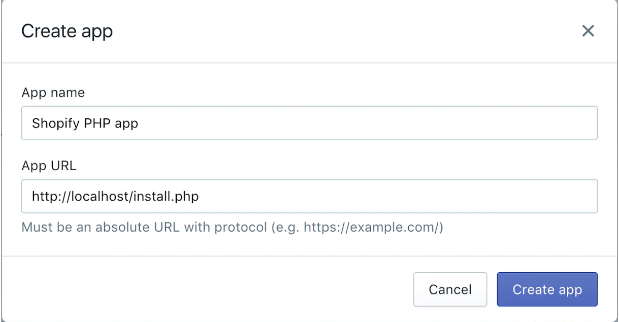 Create app
App name
Shopify PHP app
App URL
http://localhost/install.php
Must be an absolute URL with protocol (e.g. https://example.com/)
Cancel
Create app